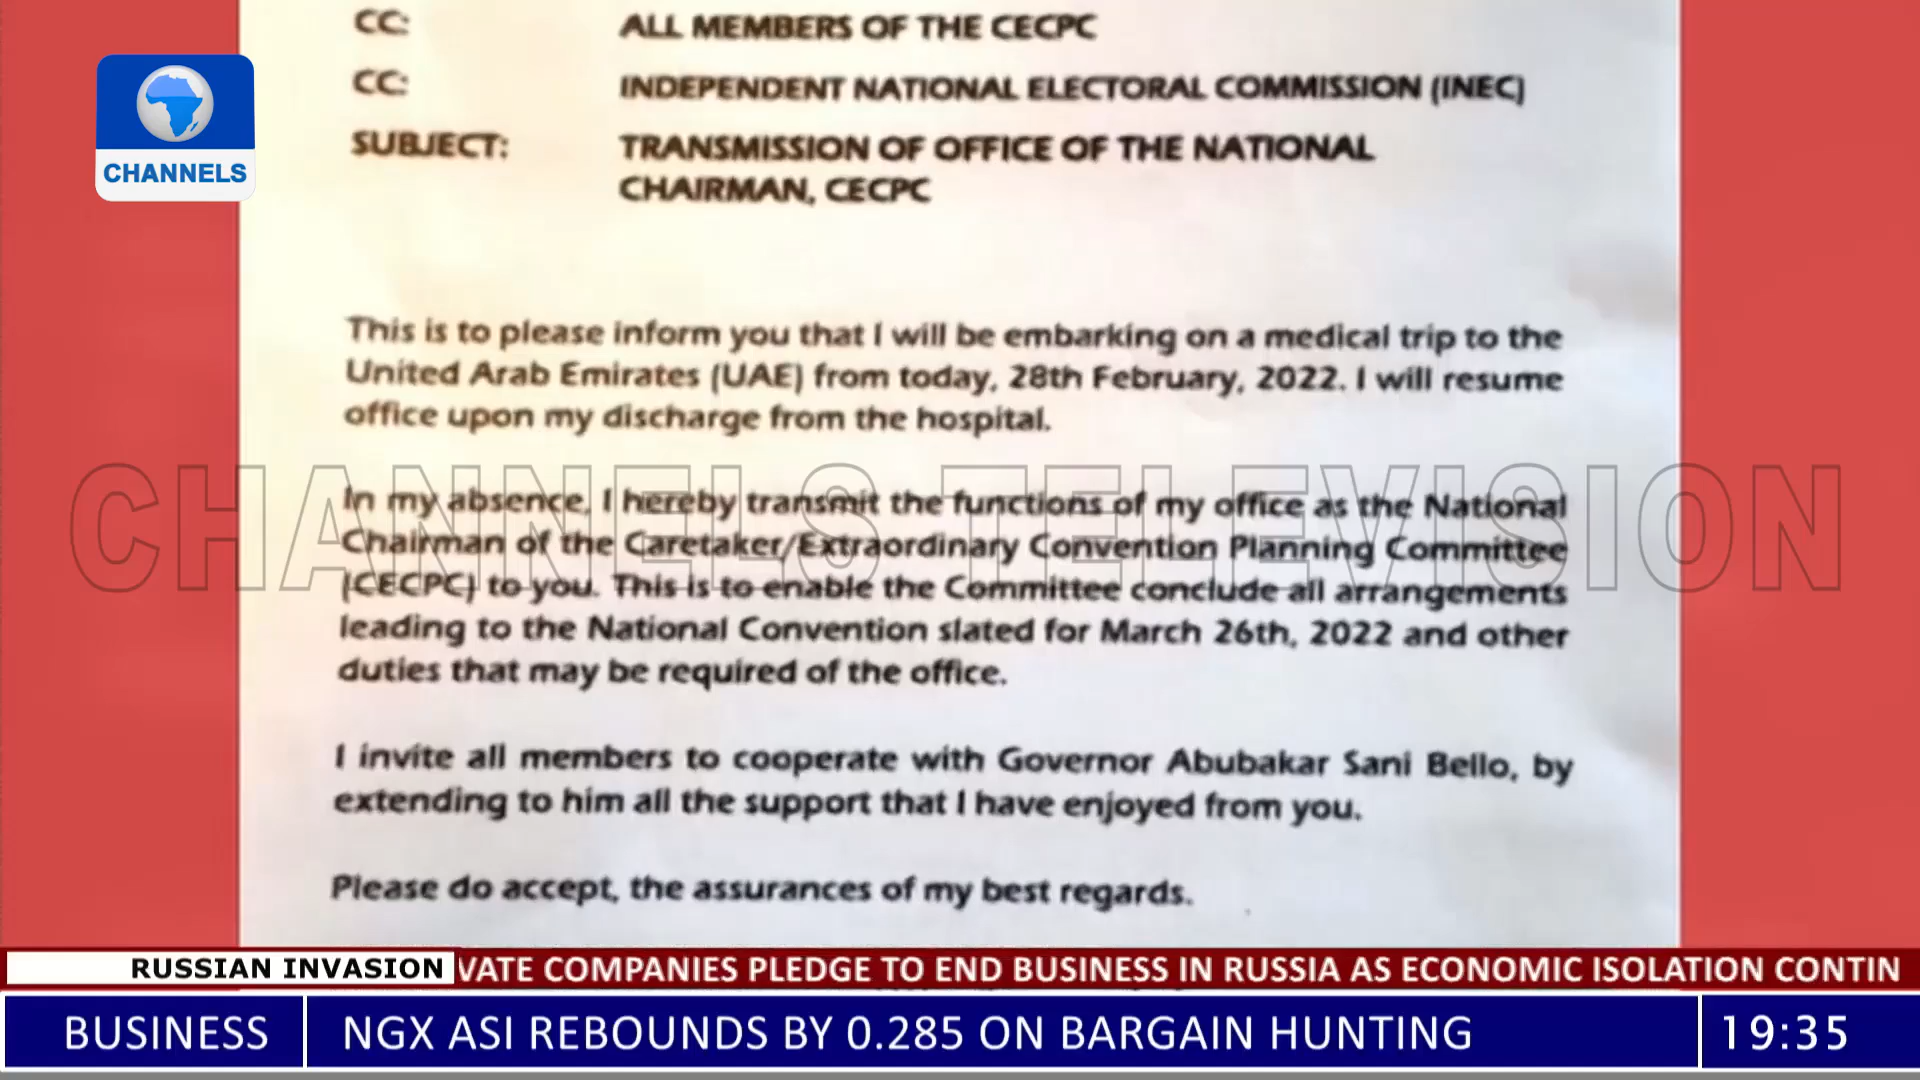 CC: ALL MEMBERS OF THE CECPC
CC: INDEPENDENT NATIONAL ELECTORAL COMMISSION (INEC)
SUBJECT: TRANSMISSION OF OFFICE OF THE NATIONAL
CHAIRMAN, CECPC
CHANNELS
This is to please inform you that I will be embarking on a medical trip to the
United Arab Emirates (UAE) from today, 28th February, 2022. I will resume
office upon my discharge from the hospital.
CHANNELS TELEVISION
In my absence, I hereby transmit the functions of my office as the National
Chairman of the Caretaker/Extraordinary Convention Planning Committee
(CECPC) to you. This is to enable the Committee conclude all arrangements
leading to the National Convention slated for March 26th, 2022 and other
duties that may be required of the office.
I invite all members to cooperate with Governor Abubakar Sani Bello, by
extending to him all the support that I have enjoyed from you.
Please do accept, the assurances of my best regards.
RUSSIAN INVASION VATE COMPANIES PLEDGE TO END BUSINESS IN RUSSIA AS ECONOMIC ISOLATION CONTIN
BUSINESS NGX ASI REBOUNDS BY 0.285 ON BARGAIN HUNTING 19:35